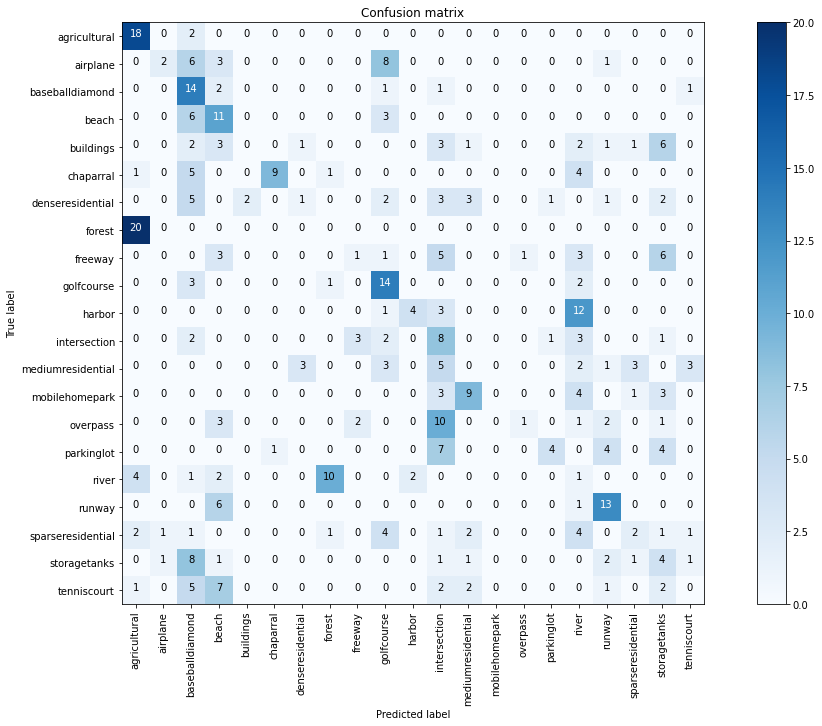 Confusion matrix
agricultural 18 0 2 0 0 0 0 0 0 0 0 0 0 0 0 0 0 0 0 0 0
airplane 0 2 6 3 0 0 0 0 0 8 0 0 0 0 0 0 0 1 0 0 0
baseballdiamond 0 0 14 2 0 0 0 0 0 1 0 1 0 0 0 0 0 0 0 0 1
beach 0 0 6 11 0 0 0 0 0 3 0 0 0 0 0 0 0 0 0 0 0
buildings 0 0 2 3 0 0 1 0 0 0 0 3 1 0 0 0 2 1 1 6 0
chaparral 1 0 5 0 0 9 0 1 0 0 0 0 0 0 0 0 4 0 0 0 0
denseresidential 0 0 5 0 2 0 1 0 0 2 0 3 3 0 0 1 0 1 0 2 0
forest 20 0 0 0 0 0 0 0 0 0 0 0 0 0 0 0 0 0 0 0 0
freeway 0 0 0 3 0 0 0 0 1 1 0 5 0 0 1 0 3 0 0 6 0
golfcourse 0 0 3 0 0 0 0 1 0 14 0 0 0 0 0 0 2 0 0 0 0
harbor 0 0 0 0 0 0 0 0 0 1 4 3 0 0 0 0 12 0 0 0 0
intersection 0 0 2 0 0 0 0 0 3 2 0 8 0 0 0 1 3 0 0 1 0
mediumresidential 0 0 0 0 0 0 3 0 0 3 0 5 0 0 0 0 2 1 3 0 3
mobilehomepark 0 0 0 0 0 0 0 0 0 0 0 3 9 0 0 0 4 0 1 3 0
overpass 0 0 0 3 0 0 0 0 2 0 0 10 0 0 1 0 1 2 0 1 0
parkinglot 0 0 0 0 0 1 0 0 0 0 0 7 0 0 0 4 0 4 0 4 0
river 4 0 1 2 0 0 0 10 0 0 2 0 0 0 0 0 1 0 0 0 0
runway 0 0 0 6 0 0 0 0 0 0 0 0 0 0 0 0 1 13 0 0 0
sparseresidential 2 1 1 0 0 0 0 1 0 4 0 1 2 0 0 0 4 0 2 1 1
storagetanks 0 1 8 1 0 0 0 0 0 0 0 1 1 0 0 0 0 2 1 4 1
tenniscourt 1 0 5 7 0 0 0 0 0 0 0 2 2 0 0 0 0 1 0 2 0
True label
agricultural
airplane
baseballdiamond
beach
buildings
chaparral
denseresidential
forest
freeway
golfcourse
harbor
intersection
mediumresidential
mobilehomepark
overpass
parkinglot
river
runway
sparseresidential
storagetanks
tenniscourt
Predicted label
20.0
17.5
15.0
12.5
10.0
7.5
5.0
2.5
0.0